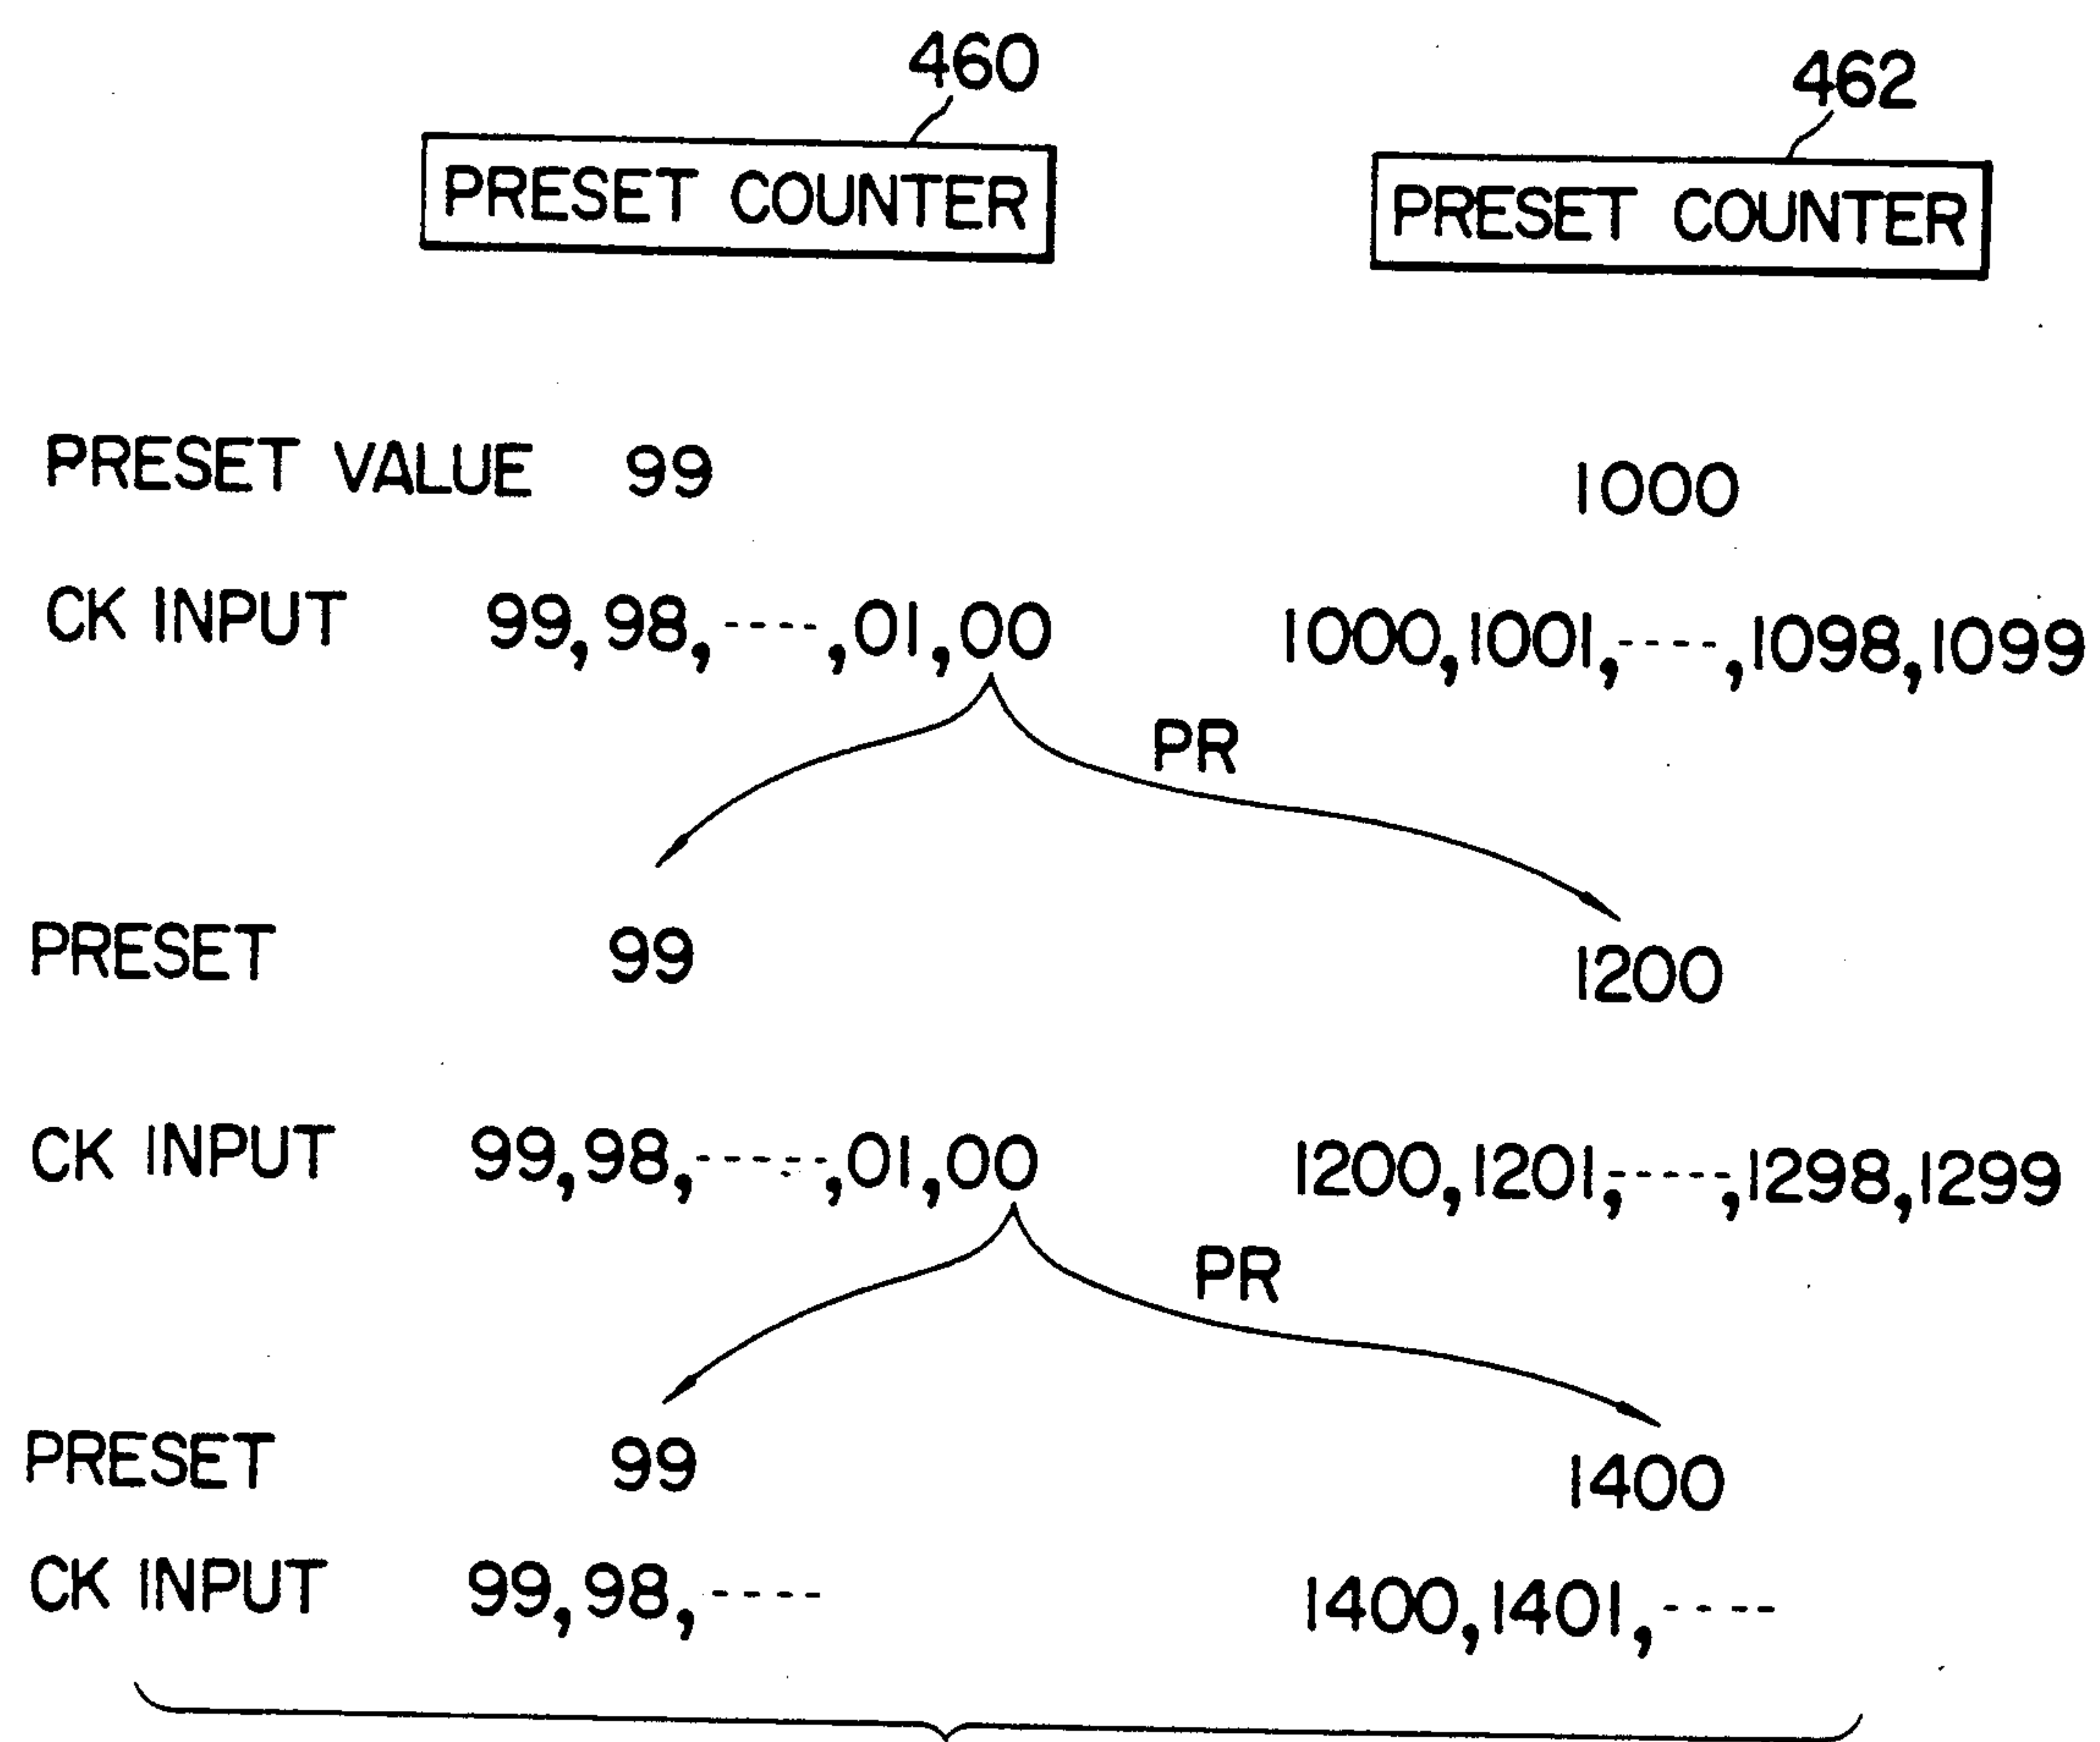 460 462
PRESET COUNTER PRESET COUNTER
PRESET VALUE 99 1000
CK INPUT 99,98,----,01,00 1000,1001,----,1098,1099
PR
PRESET 99 1200
CK INPUT 99,98,-----,01,00 1200,1201,-----,1298,1299
PR
PRESET 99 1400
CK INPUT 99,98,---- 1400,1401,----